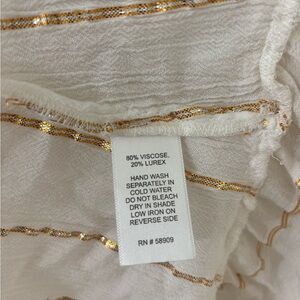 80% VISCOSE,
20% LUREX
HAND WASH
SEPARATELY IN
COLD WATER
DO NOT BLEACH
DRY IN SHADE
LOW IRON ON
REVERSE SIDE
RN # 58909